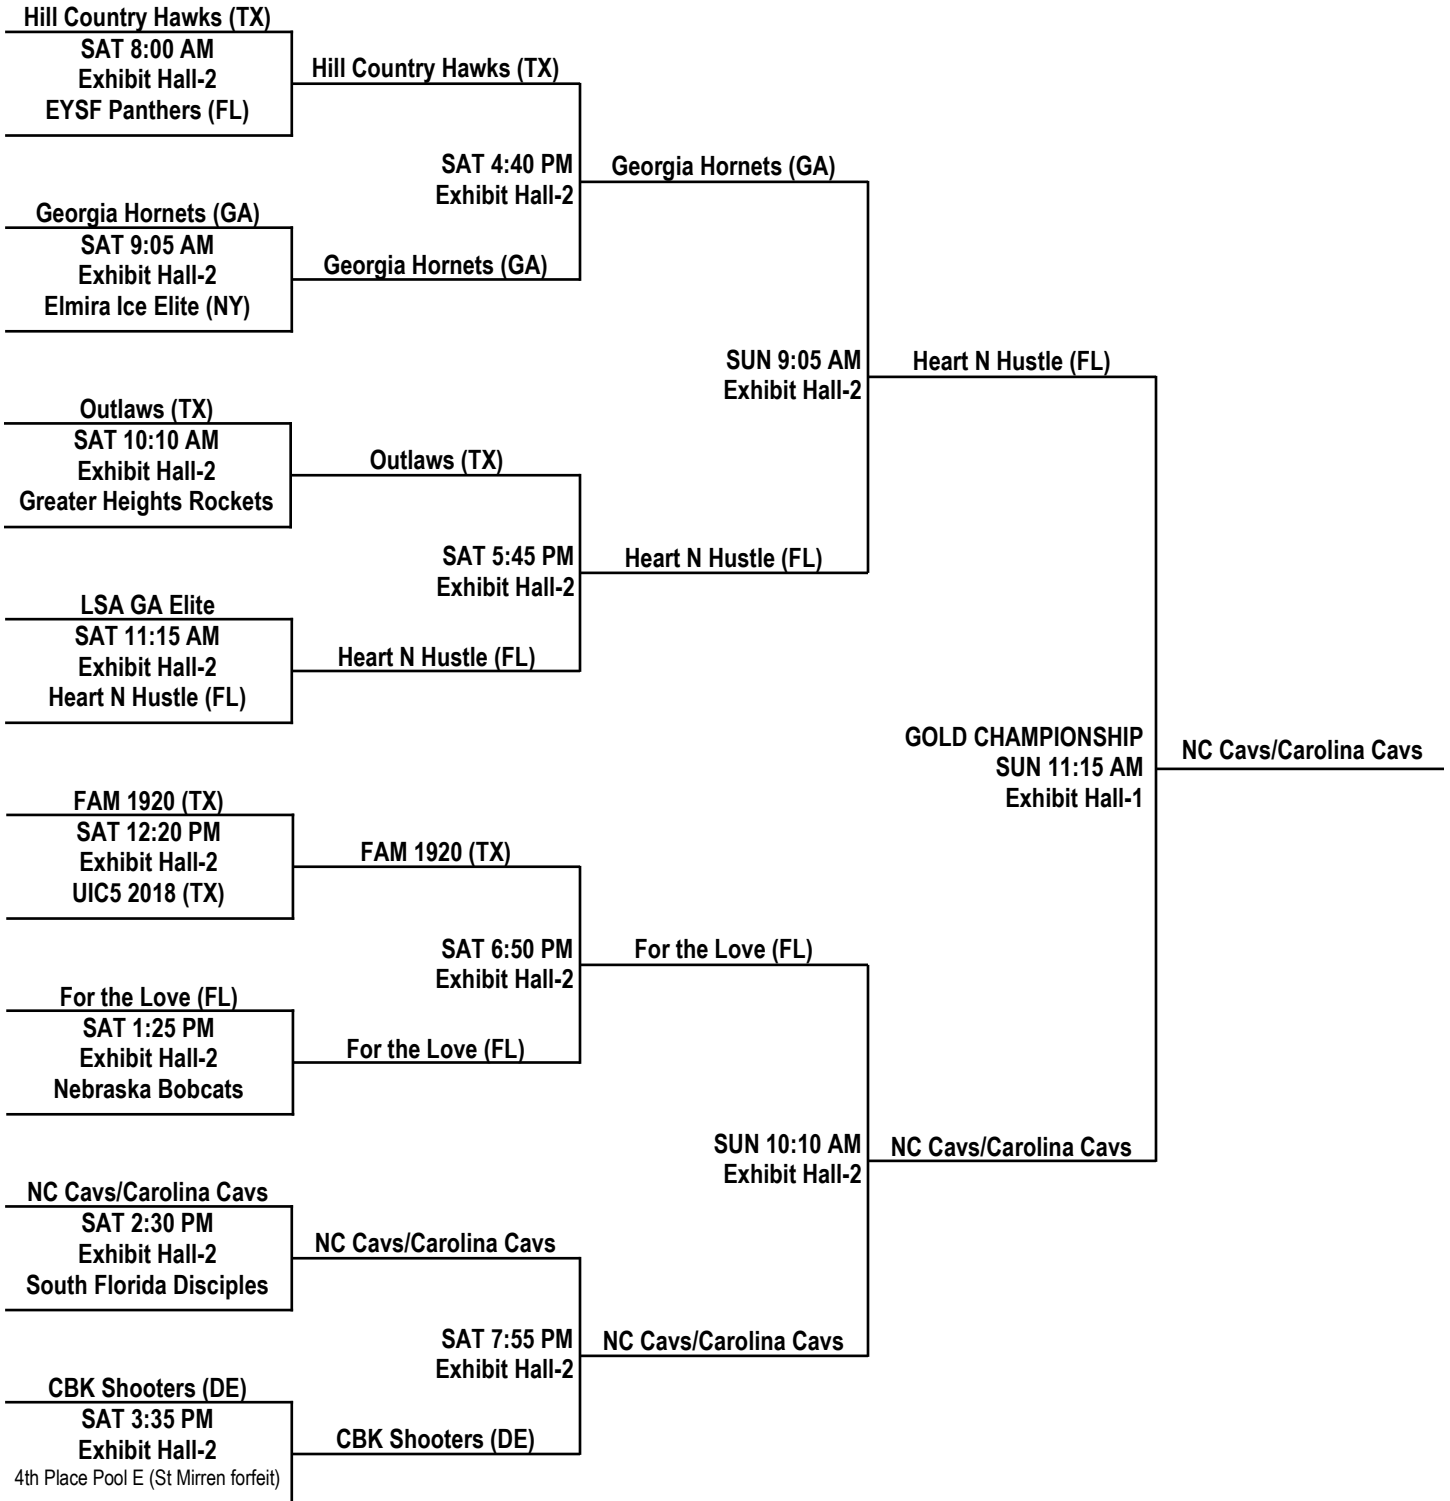 Hill Country Hawks (TX)
SAT 8:00 AM
Exhibit Hall-2
EYSF Panthers (FL)
Hill Country Hawks (TX)
SAT 4:40 PM
Exhibit Hall-2
Georgia Hornets (GA)
Georgia Hornets (GA)
SAT 9:05 AM
Exhibit Hall-2
Elmira Ice Elite (NY)
Georgia Hornets (GA)
SUN 9:05 AM
Exhibit Hall-2
Heart N Hustle (FL)
Outlaws (TX)
SAT 10:10 AM
Exhibit Hall-2
Greater Heights Rockets
Outlaws (TX)
SAT 5:45 PM
Exhibit Hall-2
Heart N Hustle (FL)
LSA GA Elite
SAT 11:15 AM
Exhibit Hall-2
Heart N Hustle (FL)
Heart N Hustle (FL)
GOLD CHAMPIONSHIP
SUN 11:15 AM
Exhibit Hall-1
NC Cavs/Carolina Cavs
FAM 1920 (TX)
SAT 12:20 PM
Exhibit Hall-2
UIC5 2018 (TX)
FAM 1920 (TX)
SAT 6:50 PM
Exhibit Hall-2
For the Love (FL)
For the Love (FL)
SAT 1:25 PM
Exhibit Hall-2
Nebraska Bobcats
For the Love (FL)
SUN 10:10 AM
Exhibit Hall-2
NC Cavs/Carolina Cavs
NC Cavs/Carolina Cavs
SAT 2:30 PM
Exhibit Hall-2
South Florida Disciples
NC Cavs/Carolina Cavs
SAT 7:55 PM
Exhibit Hall-2
NC Cavs/Carolina Cavs
CBK Shooters (DE)
SAT 3:35 PM
Exhibit Hall-2
4th Place Pool E (St Mirren forfeit)
CBK Shooters (DE)